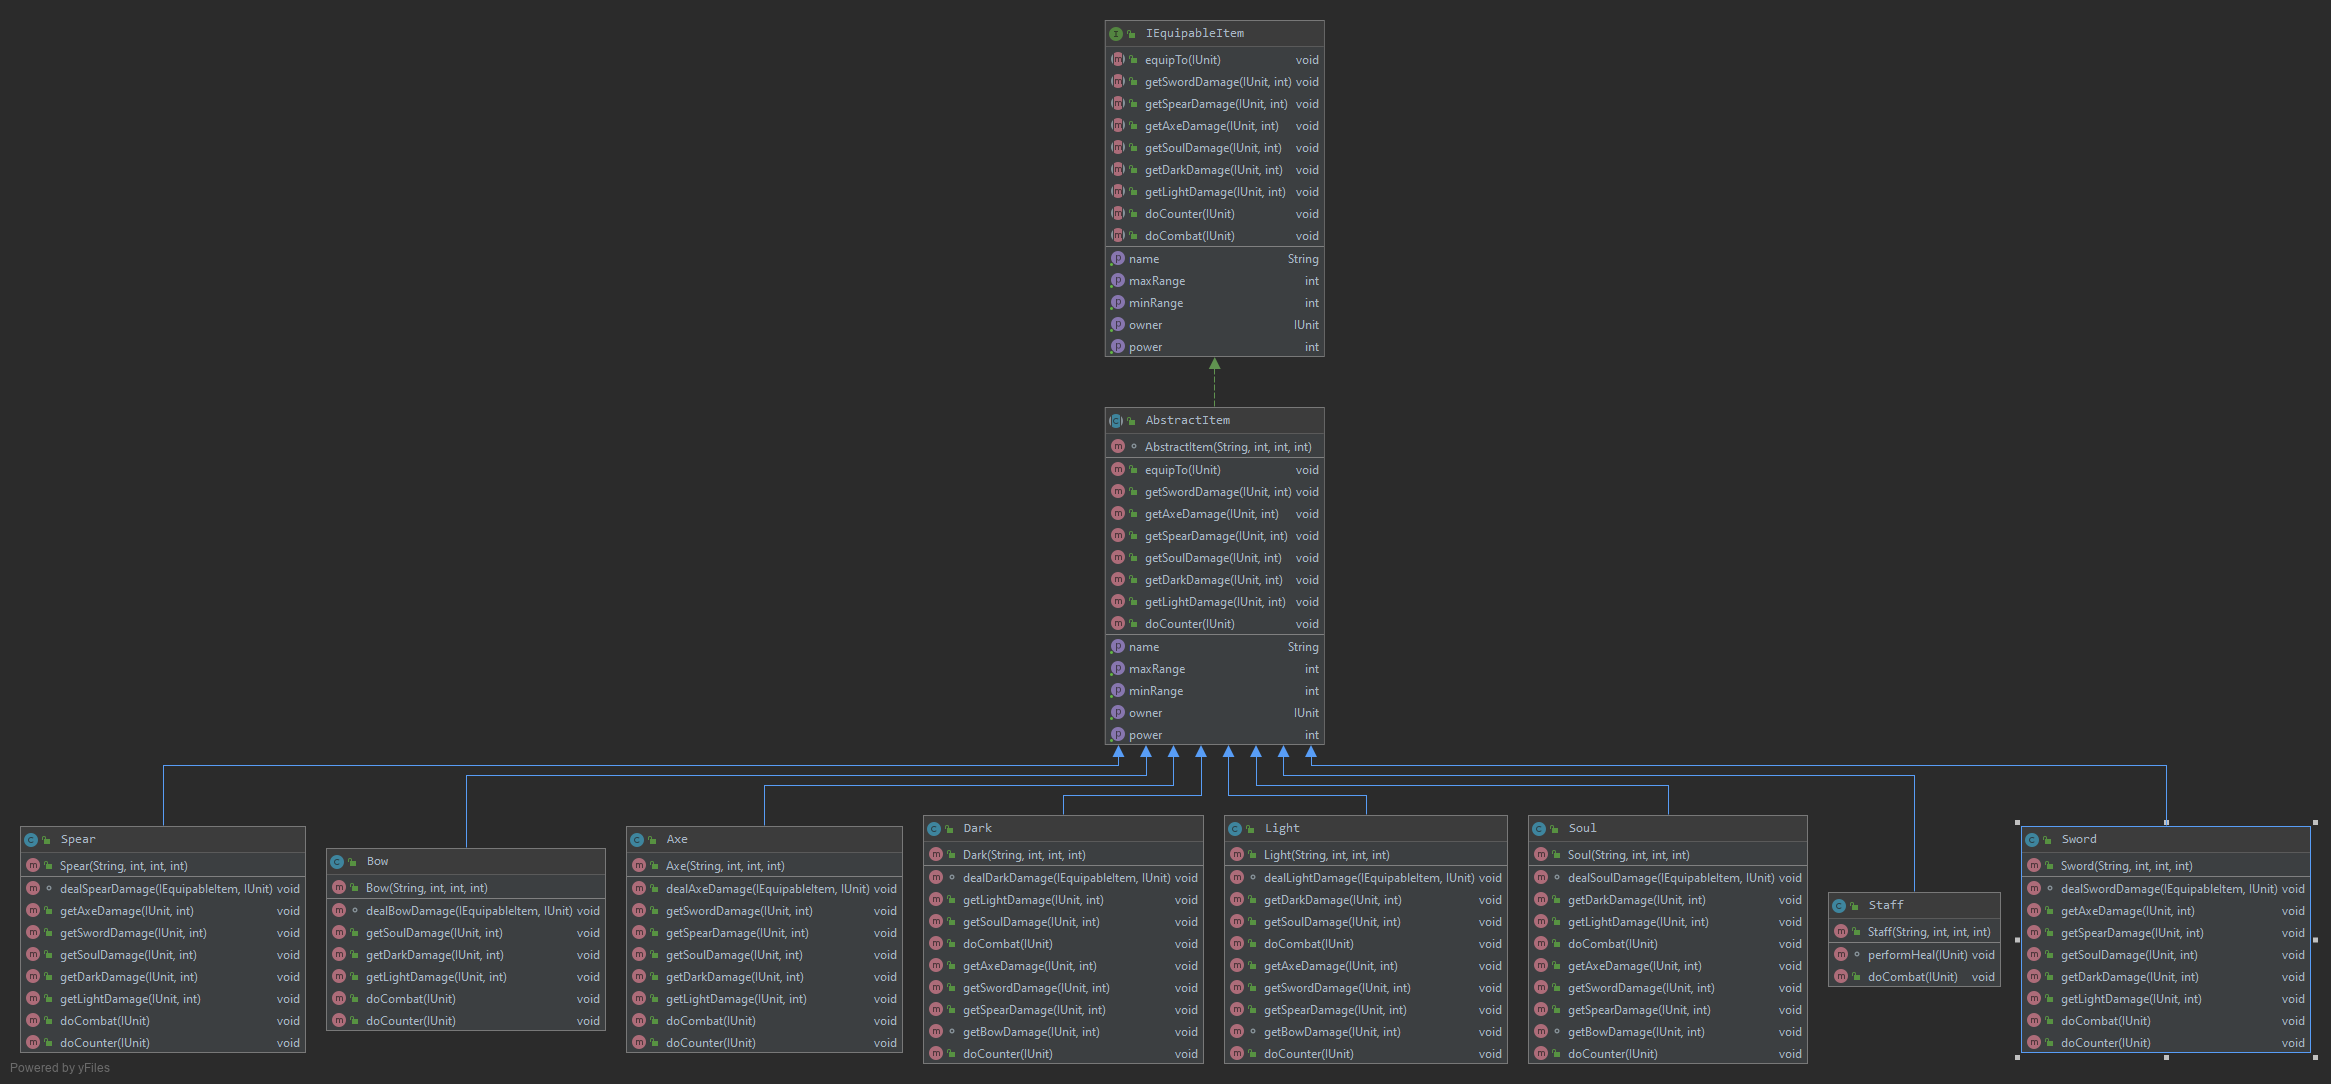 IEquipableItem
equipTo(IUnit) void
getSwordDamage(IUnit, int) void
getSpearDamage(IUnit, int) void
getAxeDamage(IUnit, int) void
getSoulDamage(IUnit, int) void
getDarkDamage(IUnit, int) void
getLightDamage(IUnit, int) void
doCounter(IUnit) void
doCombat(IUnit) void
name String
maxRange int
minRange int
owner IUnit
power int
AbstractItem
AbstractItem(String, int, int, int)
equipTo(IUnit) void
getSwordDamage(IUnit, int) void
getAxeDamage(IUnit, int) void
getSpearDamage(IUnit, int) void
getSoulDamage(IUnit, int) void
getDarkDamage(IUnit, int) void
getLightDamage(IUnit, int) void
doCounter(IUnit) void
name String
maxRange int
minRange int
owner IUnit
power int
Spear
Spear(String, int, int, int)
dealSpearDamage(IEquipableItem, IUnit) void
getAxeDamage(IUnit, int) void
getSwordDamage(IUnit, int) void
getSoulDamage(IUnit, int) void
getDarkDamage(IUnit, int) void
getLightDamage(IUnit, int) void
doCombat(IUnit) void
doCounter(IUnit) void
Bow
Bow(String, int, int, int)
dealBowDamage(IEquipableItem, IUnit) void
getSoulDamage(IUnit, int) void
getDarkDamage(IUnit, int) void
getLightDamage(IUnit, int) void
doCombat(IUnit) void
doCounter(IUnit) void
Axe
Axe(String, int, int, int)
dealAxeDamage(IEquipableItem, IUnit) void
getSwordDamage(IUnit, int) void
getSpearDamage(IUnit, int) void
getSoulDamage(IUnit, int) void
getDarkDamage(IUnit, int) void
getLightDamage(IUnit, int) void
doCombat(IUnit) void
doCounter(IUnit) void
Dark
Dark(String, int, int, int)
dealDarkDamage(IEquipableItem, IUnit) void
getLightDamage(IUnit, int) void
getSoulDamage(IUnit, int) void
doCombat(IUnit) void
getAxeDamage(IUnit, int) void
getSwordDamage(IUnit, int) void
getSpearDamage(IUnit, int) void
getBowDamage(IUnit, int) void
doCounter(IUnit) void
Light
Light(String, int, int, int)
dealLightDamage(IEquipableItem, IUnit) void
getDarkDamage(IUnit, int) void
getSoulDamage(IUnit, int) void
doCombat(IUnit) void
getAxeDamage(IUnit, int) void
getSwordDamage(IUnit, int) void
getSpearDamage(IUnit, int) void
getBowDamage(IUnit, int) void
doCounter(IUnit) void
Soul
Soul(String, int, int, int)
dealSoulDamage(IEquipableItem, IUnit) void
getDarkDamage(IUnit, int) void
getLightDamage(IUnit, int) void
doCombat(IUnit) void
getAxeDamage(IUnit, int) void
getSwordDamage(IUnit, int) void
getSpearDamage(IUnit, int) void
getBowDamage(IUnit, int) void
doCounter(IUnit) void
Staff
Staff(String, int, int, int)
performHeal(IUnit) void
doCombat(IUnit) void
Sword
Sword(String, int, int, int)
dealSwordDamage(IEquipableItem, IUnit) void
getAxeDamage(IUnit, int) void
getSpearDamage(IUnit, int) void
getSoulDamage(IUnit, int) void
getDarkDamage(IUnit, int) void
getLightDamage(IUnit, int) void
doCombat(IUnit) void
doCounter(IUnit) void
Powered by yFiles